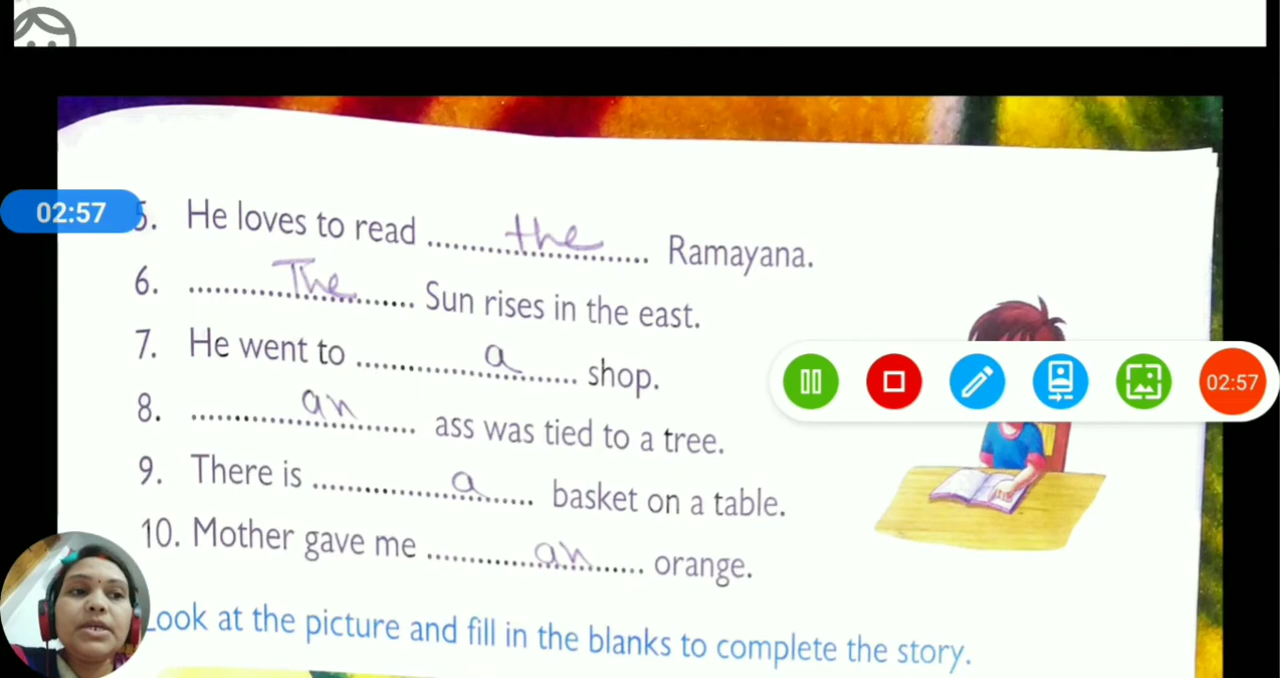 02:57
5. He loves to read ............the............ Ramayana.
6. ............The............ Sun rises in the east.
7. He went to ............a............ shop.
02:57
8. ............an............ ass was tied to a tree.
9. There is ............a............ basket on a table.
10. Mother gave me ............an............ orange.
Look at the picture and fill in the blanks to complete the story.